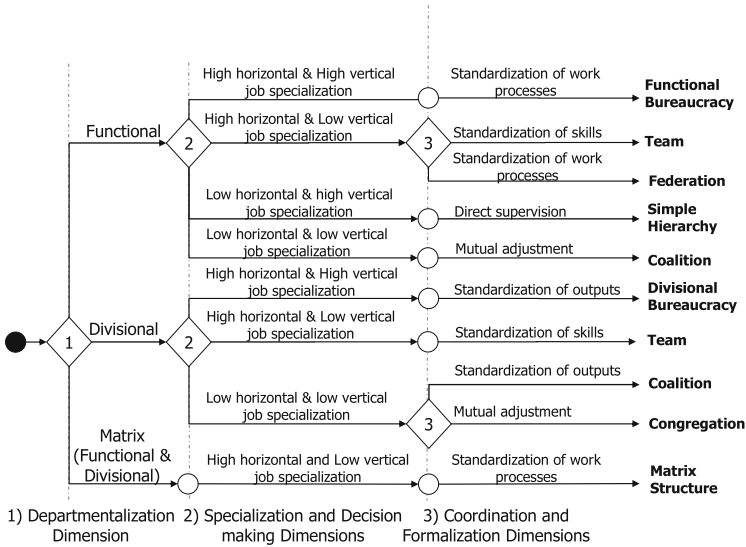 High horizontal & High vertical
job specialization
Standardization of work
processes
Functional
Bureaucracy
Functional
2
High horizontal & Low vertical
job specialization
3
Standardization of skills
Team
Standardization of work
processes
Federation
Low horizontal & high vertical
job specialization
Direct supervision
Simple
Hierarchy
Low horizontal & low vertical
job specialization
Mutual adjustment
Coalition
High horizontal & High vertical
job specialization
Standardization of outputs
Divisional
Bureaucracy
1
Divisional
2
High horizontal & Low vertical
job specialization
Standardization of skills
Team
Low horizontal & low vertical
job specialization
3
Standardization of outputs
Coalition
Mutual adjustment
Congregation
Matrix
(Functional &
Divisional)
High horizontal and Low vertical
job specialization
Standardization of work
processes
Matrix
Structure
1) Departmentalization
Dimension
2) Specialization and Decision
making Dimensions
3) Coordination and
Formalization Dimensions